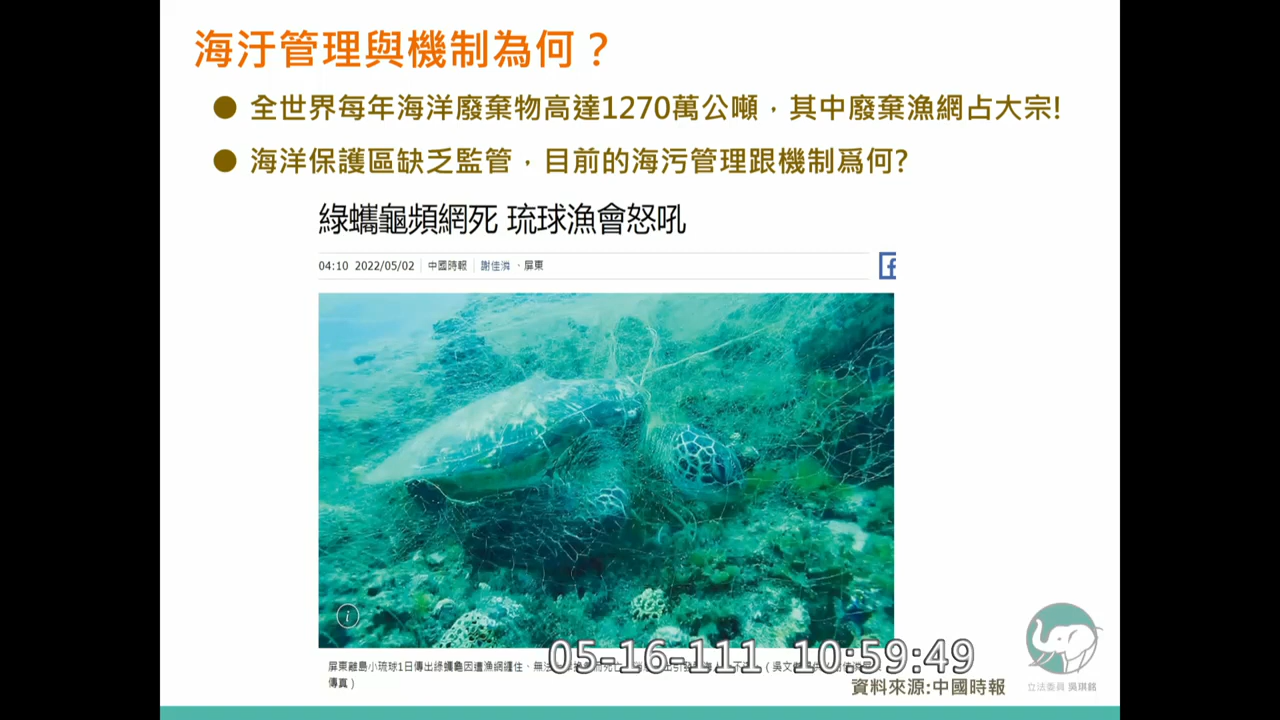 海汙管理與機制為何？
● 全世界每年海洋廢棄物高達1270萬公噸，其中廢棄漁網占大宗!
● 海洋保護區缺乏監管，目前的海污管理跟機制爲何?
綠蠵龜頻網死 琉球漁會怒吼
04:10 2022/05/02 中國時報 謝佳潾 、屏東
屏東離島小琉球1日傳出綠蠵龜因遭漁網纏住、無法
傳真）
05-16-111 10:59:49
資料來源:中國時報
立法委員 吳琪銘